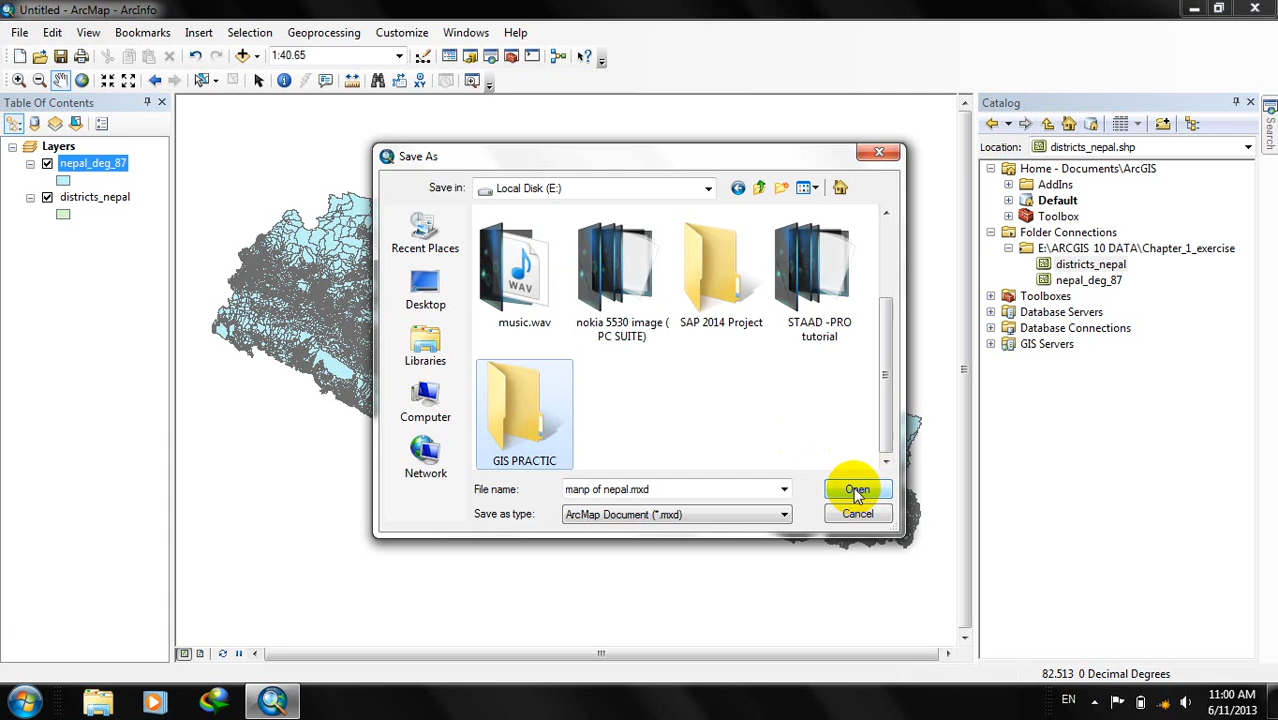 Untitled - ArcMap - ArcInfo
File Edit View Bookmarks Insert Selection Geoprocessing Customize Windows Help
1:40.65
Table Of Contents
Layers
nepal_deg_87
districts_nepal
Save As
Save in: Local Disk (E:)
Recent Places
Desktop
Libraries
Computer
Network
WAV
music.wav
nokia 5530 image (
PC SUITE)
SAP 2014 Project
STAAD -PRO
tutorial
GIS PRACTIC
File name: manp of nepal.mxd Open
Save as type: ArcMap Document (*.mxd) Cancel
Catalog
Location: districts_nepal.shp
Home - Documents\ArcGIS
AddIns
Default
Toolbox
Folder Connections
E:\ARCGIS 10 DATA\Chapter_1_exercise
districts_nepal
nepal_deg_87
Toolboxes
Database Servers
Database Connections
GIS Servers
Search
82.513 0 Decimal Degrees
EN
11:00 AM
6/11/2013